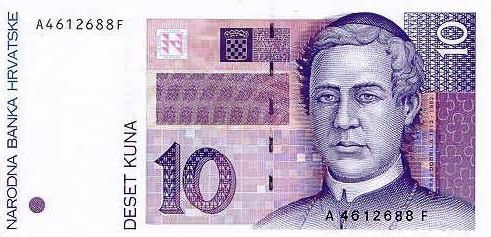 NARODNA BANKA HRVATSKE
A4612688F
DESET KUNA
10
10
A 4612688 F